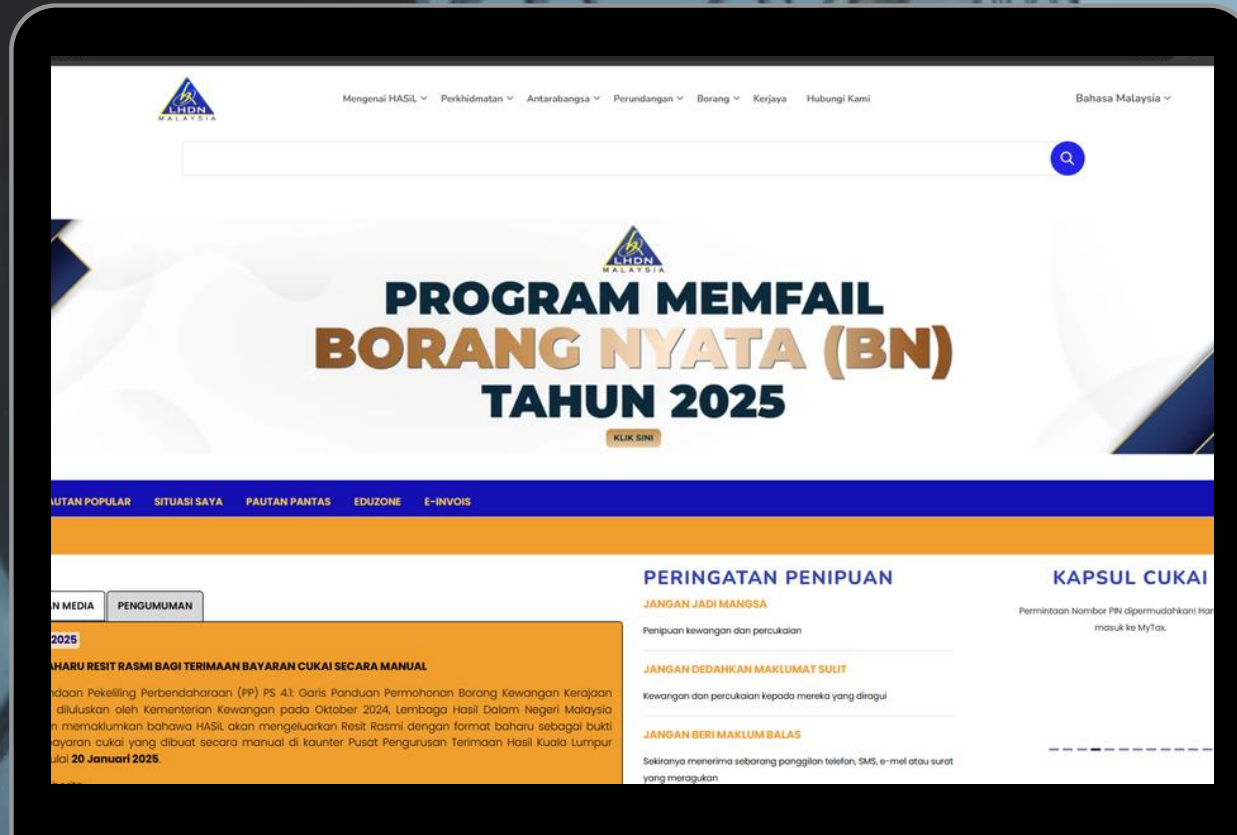 LHDN
MALAYSIA
Mengenai HASiL
Perkhidmatan
Antarabangsa
Perundangan
Borang
Kerjaya
Hubungi Kami
Bahasa Malaysia
LHDN
MALAYSIA
PROGRAM MEMFAIL
BORANG NYATA (BN)
TAHUN 2025
KLIK SINI
POPULAR
SITUASI SAYA
PAUTAN PANTAS
EDUZONE
E-INVOIS
MEDIA
PENGUMUMAN
2025
RESIT RASMI BAGI TERIMAAN BAYARAN CUKAI SECARA MANUAL
Pekeliling Perbendaharaan (PP) PS 4.1: Garis Panduan Permohonan Borang Kewangan Kerajaan
diluluskan oleh Kementerian Kewangan pada Oktober 2024, Lembaga Hasil Dalam Negeri Malaysia
memaklumkan bahawa HASiL akan mengeluarkan Resit Rasmi dengan format baharu sebagai bukti
cukai yang dibuat secara manual di kaunter Pusat Pengurusan Terimaan Hasil Kuala Lumpur
20 Januari 2025.
PERINGATAN PENIPUAN
JANGAN JADI MANGSA
Penipuan kewangan dan percukaian
JANGAN DEDAHKAN MAKLUMAT SULIT
Kewangan dan percukaian kepada mereka yang diragui
JANGAN BERI MAKLUM BALAS
Sekiranya menerima sebarang panggilan telefon, SMS, e-mel atau surat
yang meragukan
KAPSUL CUKAI
Permintaan Nombor PIN dipermudahkan!
masuk ke MyTax.